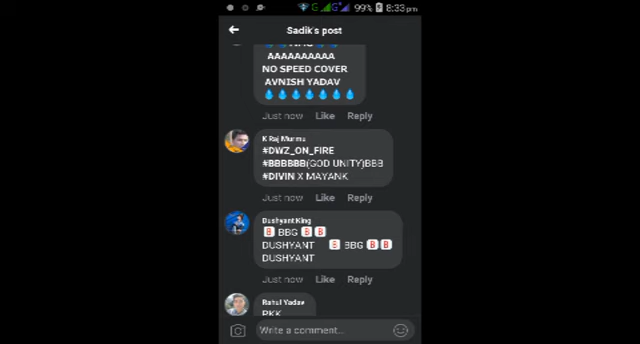 99% 8:33 pm
Sadik's post
AAAAAAAAAA
NO SPEED COVER
AVNISH YADAV
💧💧💧💧💧💧💧
Just now Like Reply
K Raj Murmu
#DWZ_ON_FIRE
#BBBBBB(GOD UNITY)BBB
#DIVIN X MAYANK
Just now Like Reply
Dushyant King
🅱 BBG 🅱🅱
DUSHYANT 🅱 BBG 🅱🅱
DUSHYANT
Just now Like Reply
Rahul Yadav
Write a comment...